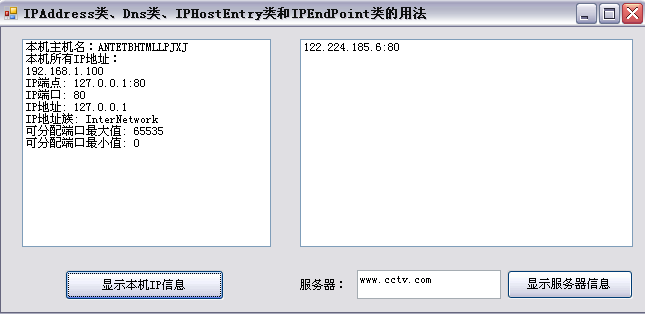 IPAddress类、Dns类、IPHostEntry类和IPEndPoint类的用法
本机主机名：ANTETBHTMLLPJXJ
本机所有IP地址：
192.168.1.100
IP端点: 127.0.0.1:80
IP端口: 80
IP地址: 127.0.0.1
IP地址族: InterNetwork
可分配端口最大值: 65535
可分配端口最小值: 0
122.224.185.6:80
显示本机IP信息
服务器：
www.cctv.com
显示服务器信息